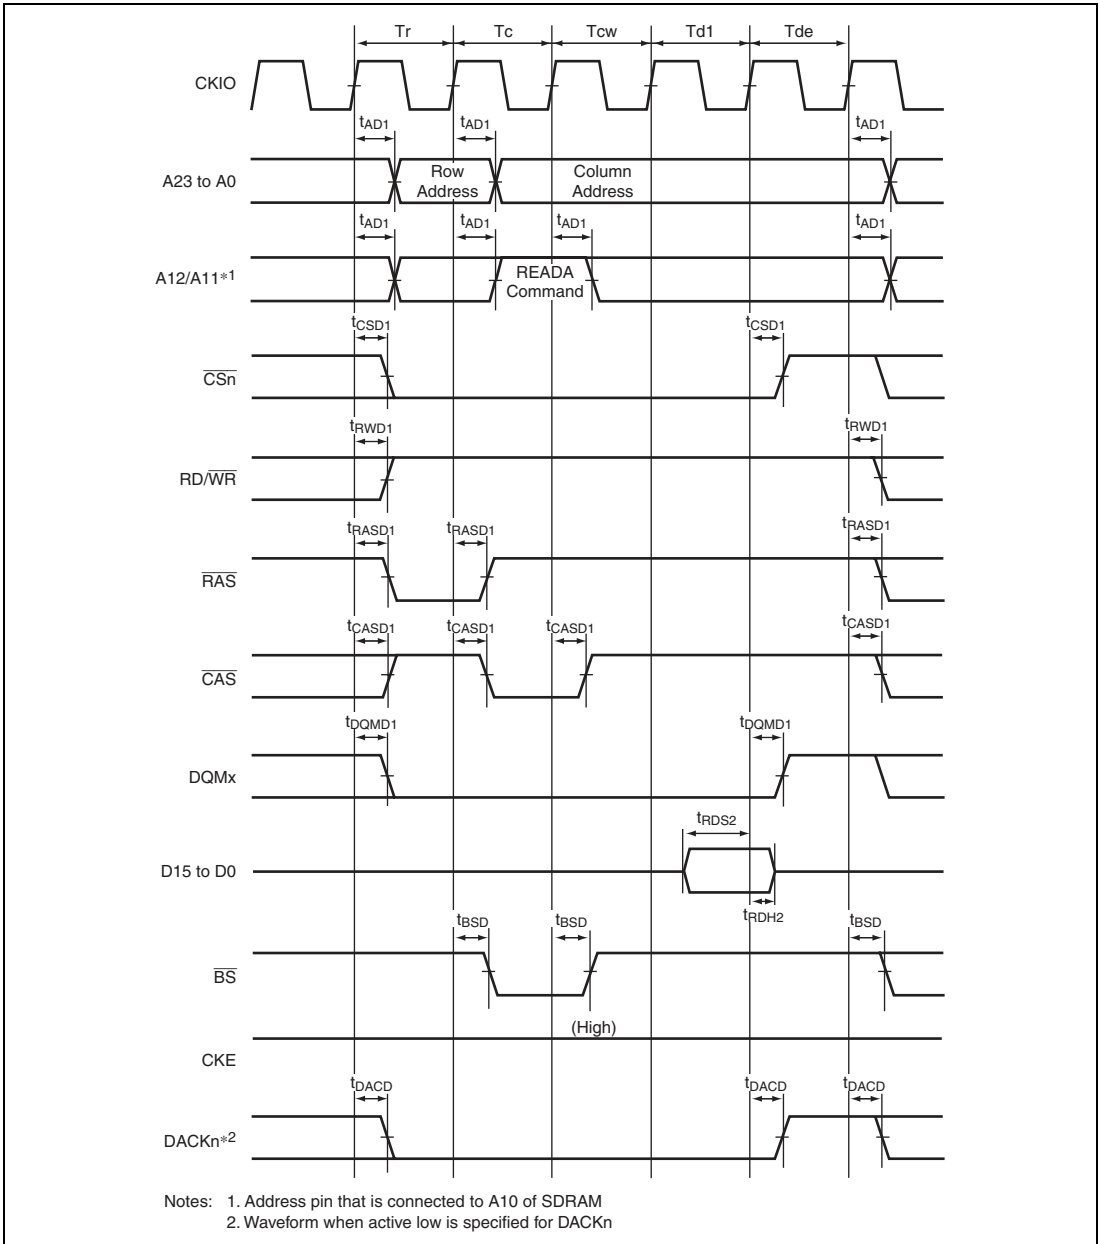 Tr Tc Tcw Td1 Tde
CKIO
tAD1 tAD1 tAD1
A23 to A0
Row
Address
Column
Address
tAD1 tAD1 tAD1 tAD1
A12/A11*1
READA
Command
tCSD1 tCSD1
CSn
tRWD1 tRWD1
RD/WR
tRASD1 tRASD1 tRASD1
RAS
tCASD1 tCASD1 tCASD1 tCASD1
CAS
tDQMD1 tDQMD1
DQMx
tRDS2
D15 to D0
tRDH2
tBSD tBSD tBSD
BS
(High)
CKE
tDACD tDACD tDACD
DACKn*2
Notes: 1. Address pin that is connected to A10 of SDRAM
2. Waveform when active low is specified for DACKn